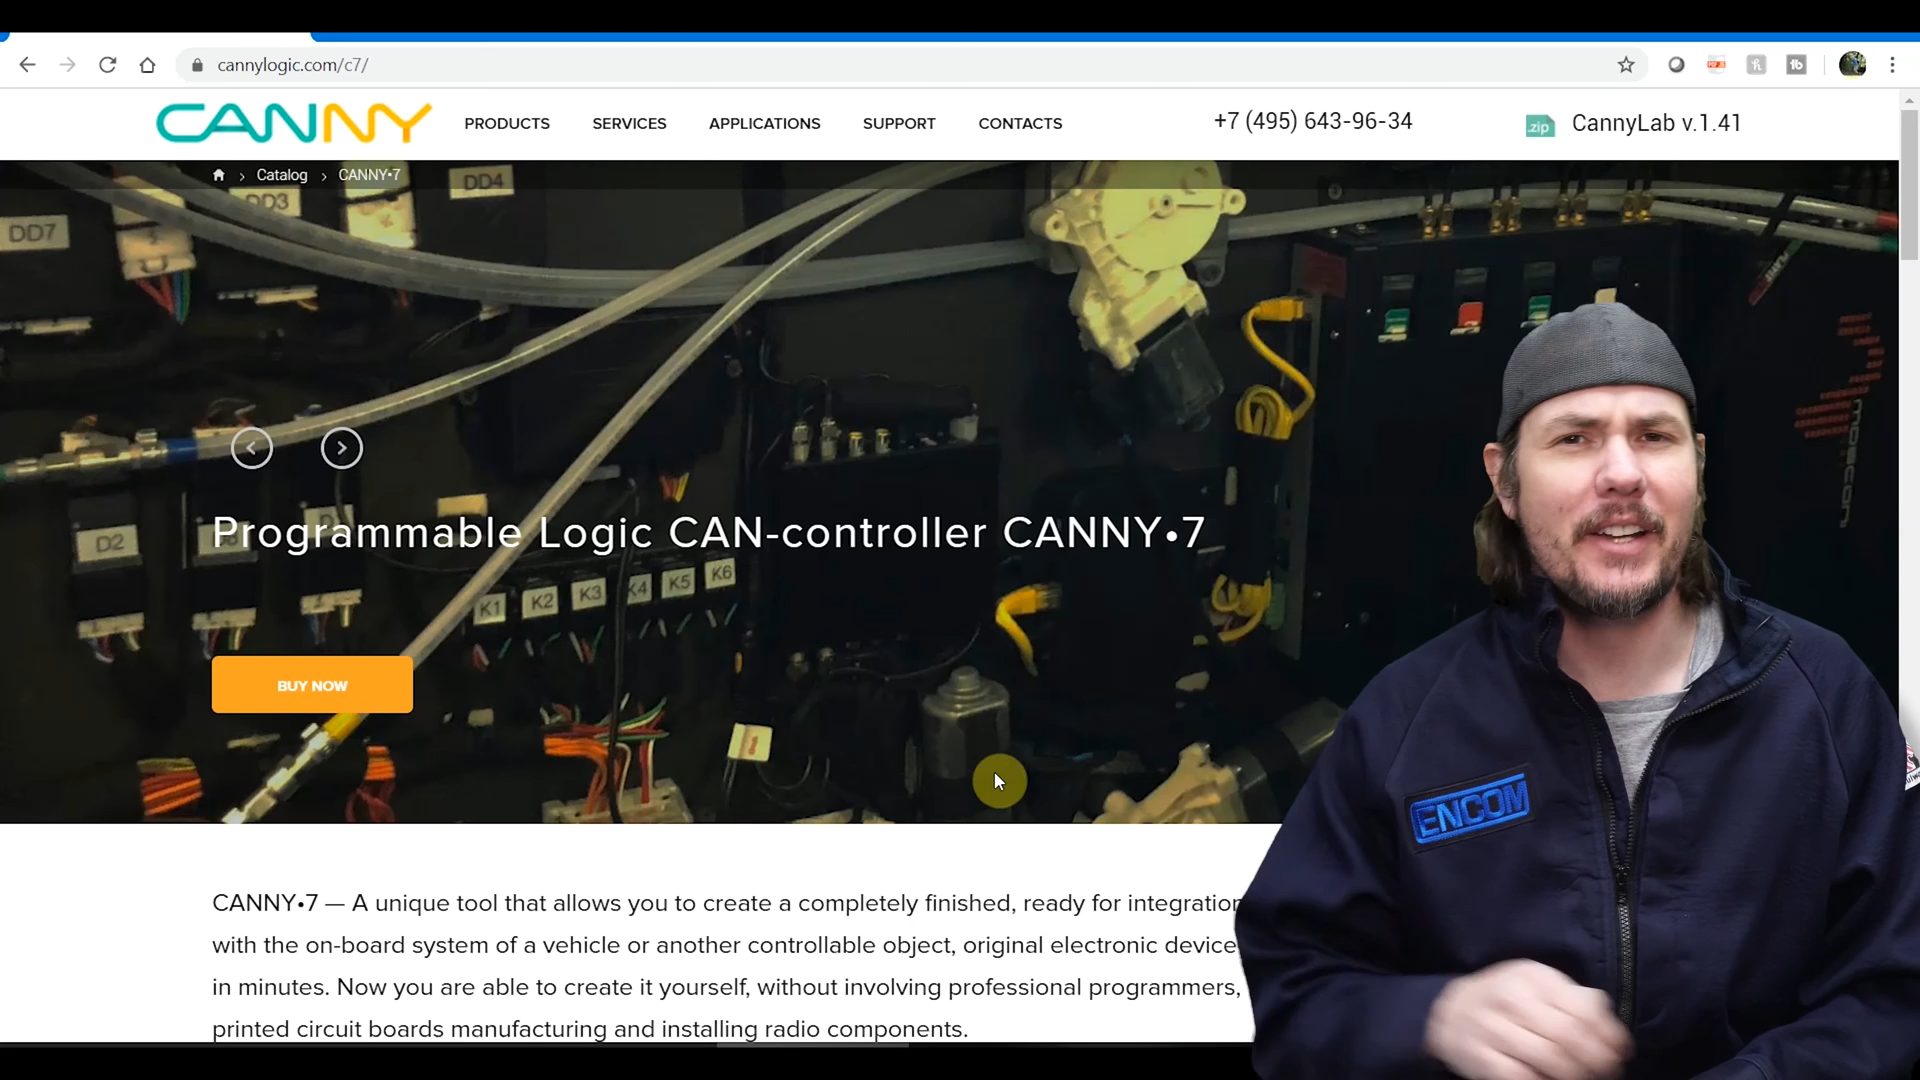 cannylogic.com/c7/
CANNY
PRODUCTS
SERVICES
APPLICATIONS
SUPPORT
CONTACTS
+7 (495) 643-96-34
.zip
CannyLab v.1.41
Catalog
CANNY•7
DD7
DD3
DD4
Programmable Logic CAN-controller CANNY•7
D2
K1
K2
K3
K4
K5
K6
BUY NOW
ENCOM
CANNY•7 — A unique tool that allows you to create a completely finished, ready for integration
with the on-board system of a vehicle or another controllable object, original electronic device
in minutes. Now you are able to create it yourself, without involving professional programmers,
printed circuit boards manufacturing and installing radio components.